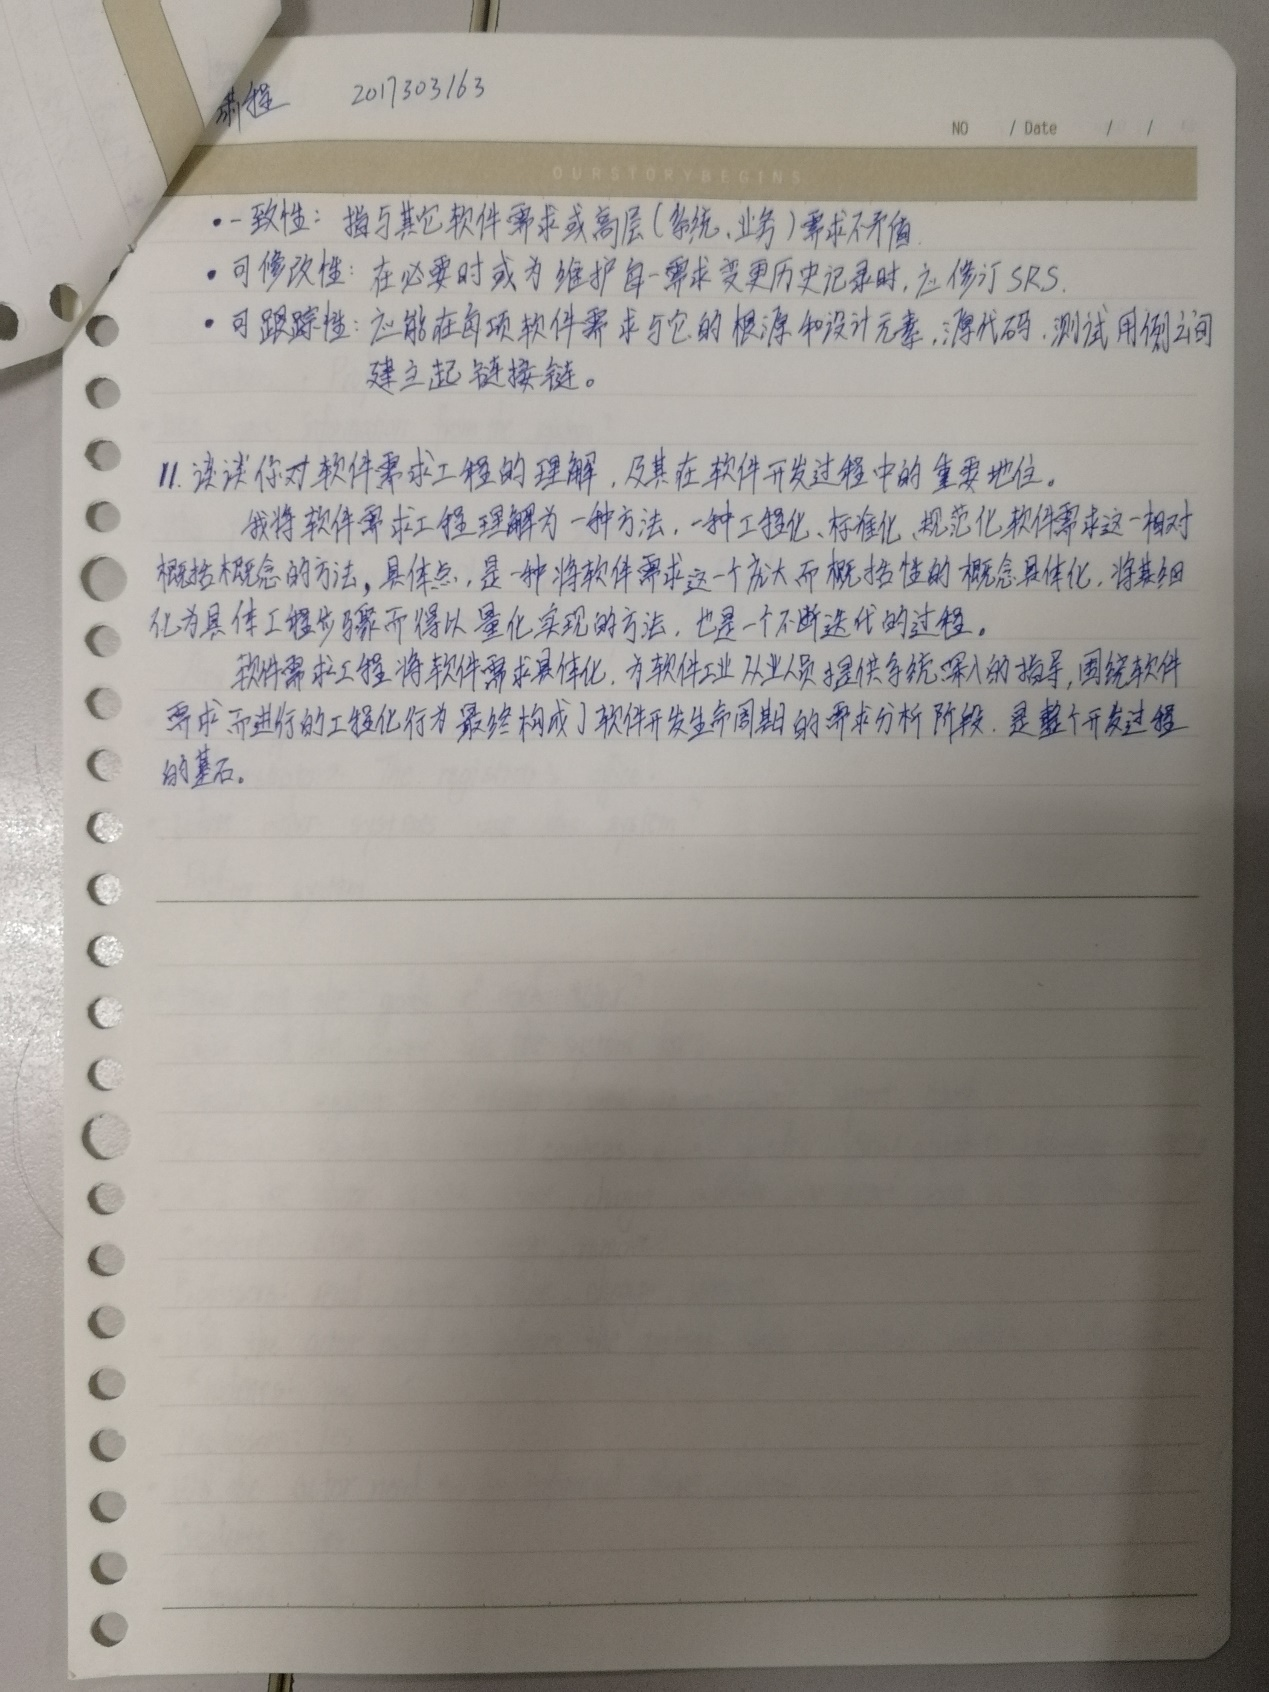 2017303163
NO / Date / /
OURSTORYBEGINS
•一致性：指与其它软件需求或高层（系统、业务）需求不矛盾.
•可修改性：在必要时或为维护每一需求变更历史记录时，应修订SRS.
•可跟踪性：应能在每项软件需求与它的根源和设计元素，源代码，测试用例之间
建立起链接链。
11. 谈谈你对软件需求工程的理解，及其在软件开发过程中的重要地位。
我将软件需求工程理解为一种方法，一种工程化、标准化、规范化软件需求这一相对
概括概念的方法，具体点，是一种将软件需求这一个庞大而概括性的概念具体化，将其细
化为具体工程步骤而得以量化实现的方法，也是一个不断迭代的过程。
软件需求工程将软件需求具体化，为软件工业从业人员提供系统深入的指导，围绕软件
需求而进行的工程化行为最终构成了软件开发生命周期的需求分析阶段，是整个开发过程
的基石。